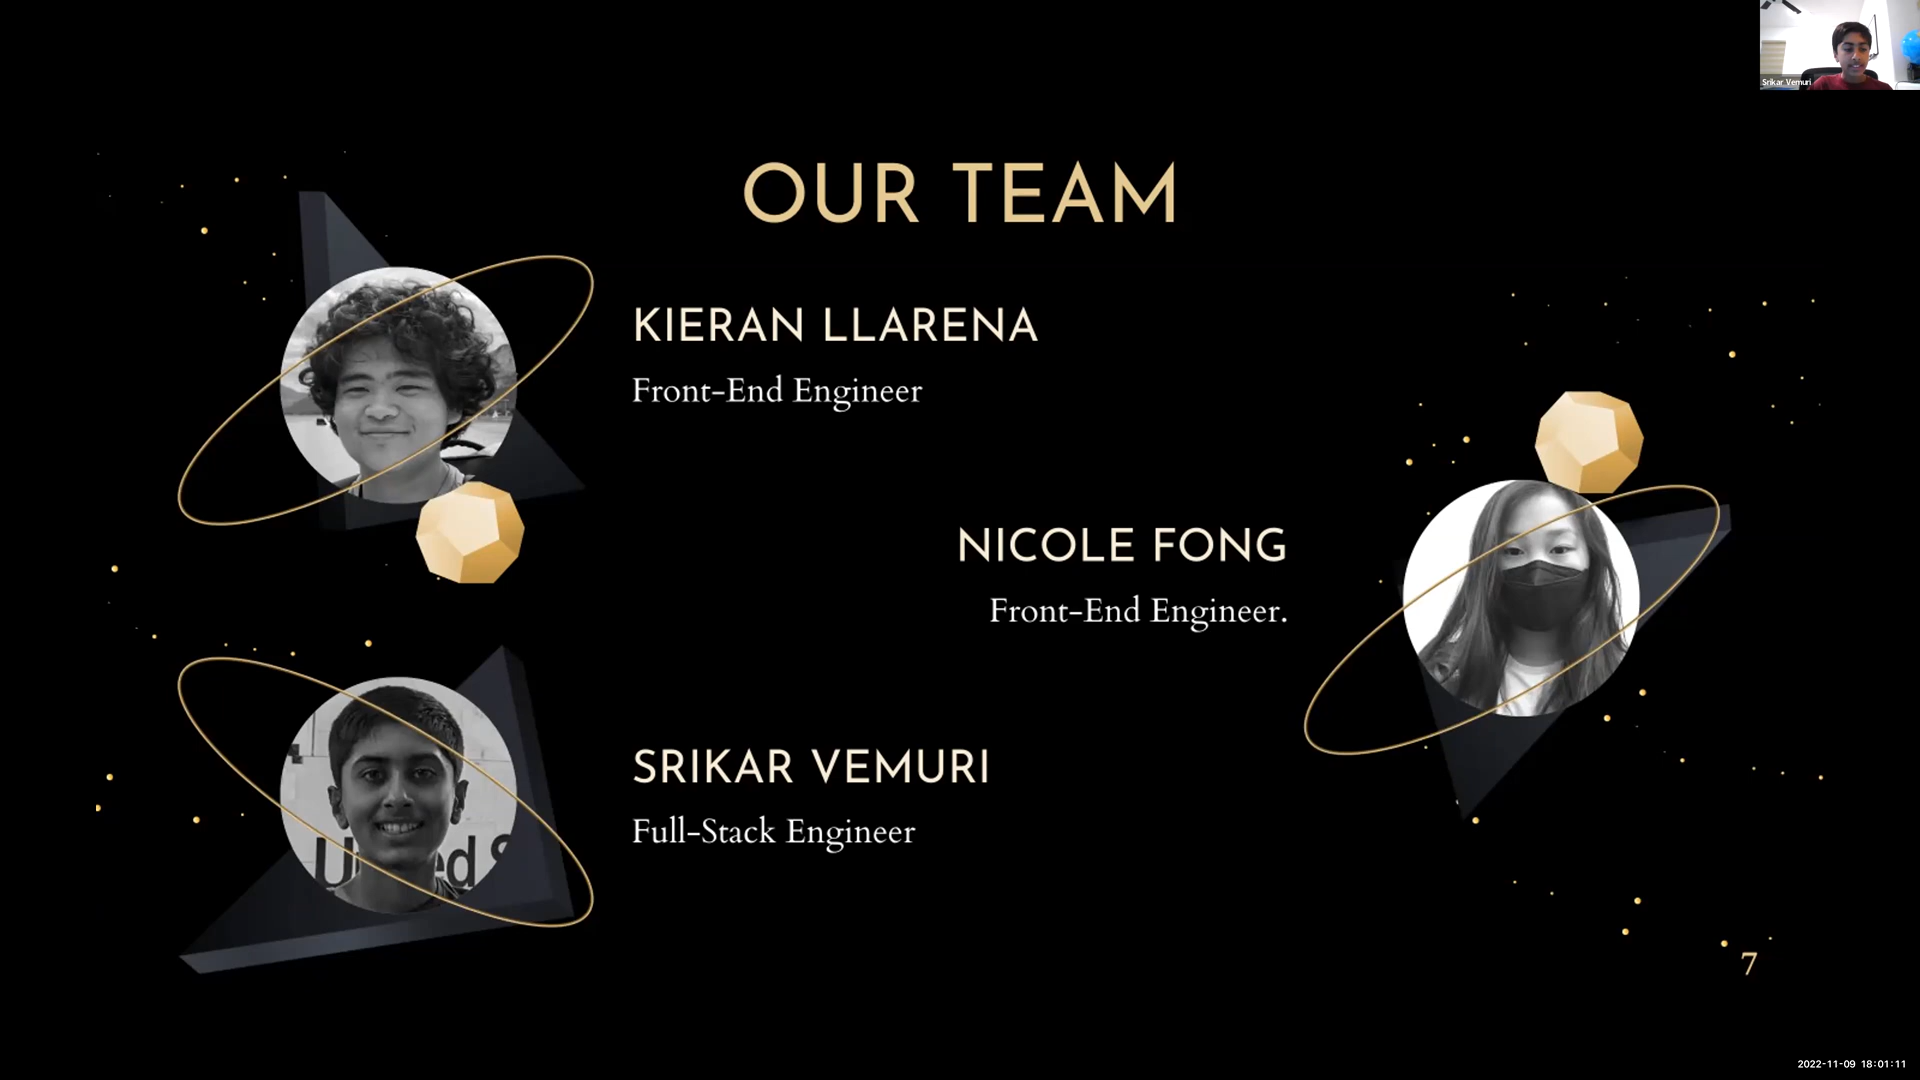 Srikar Vemuri
OUR TEAM
KIERAN LLARENA
Front-End Engineer
NICOLE FONG
Front-End Engineer.
SRIKAR VEMURI
Full-Stack Engineer
7
2022-11-09 18:01:11